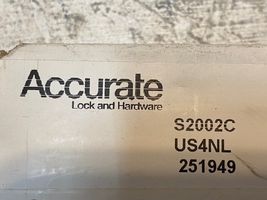 Accurate
Lock and Hardware
S2002C
US4NL
251949